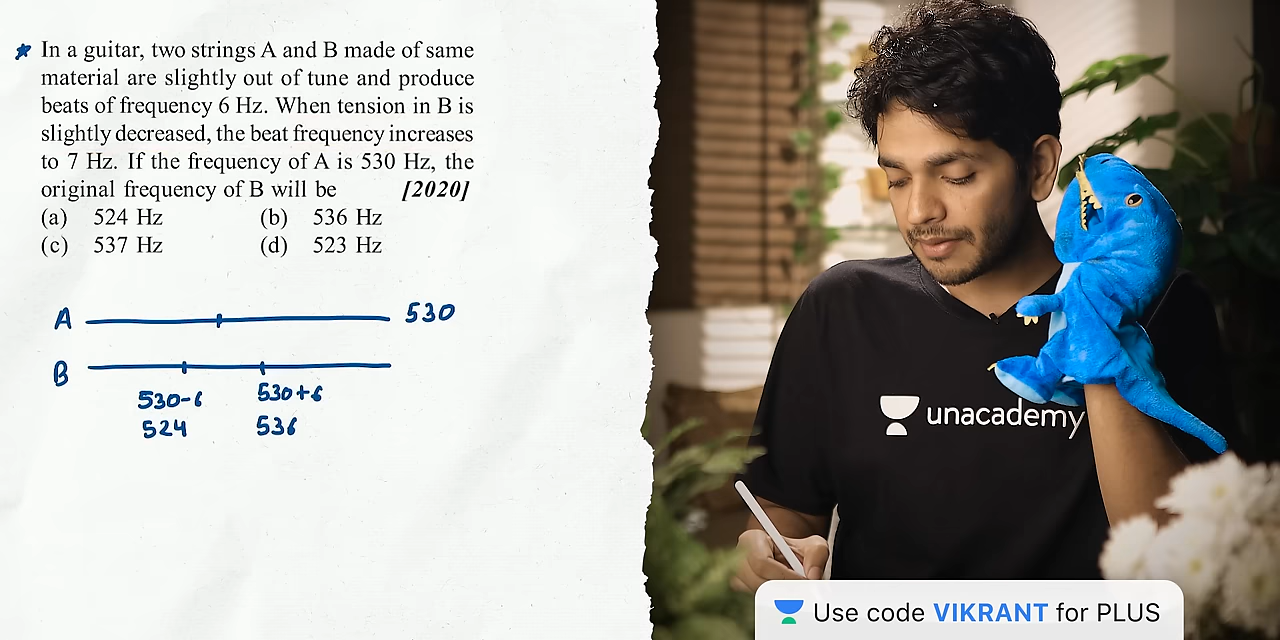 In a guitar, two strings A and B made of same
material are slightly out of tune and produce
beats of frequency 6 Hz. When tension in B is
slightly decreased, the beat frequency increases
to 7 Hz. If the frequency of A is 530 Hz, the
original frequency of B will be [2020]
(a) 524 Hz (b) 536 Hz
(c) 537 Hz (d) 523 Hz
A 530
B
530-6 530+6
524 536
unacademy
Use code VIKRANT for PLUS